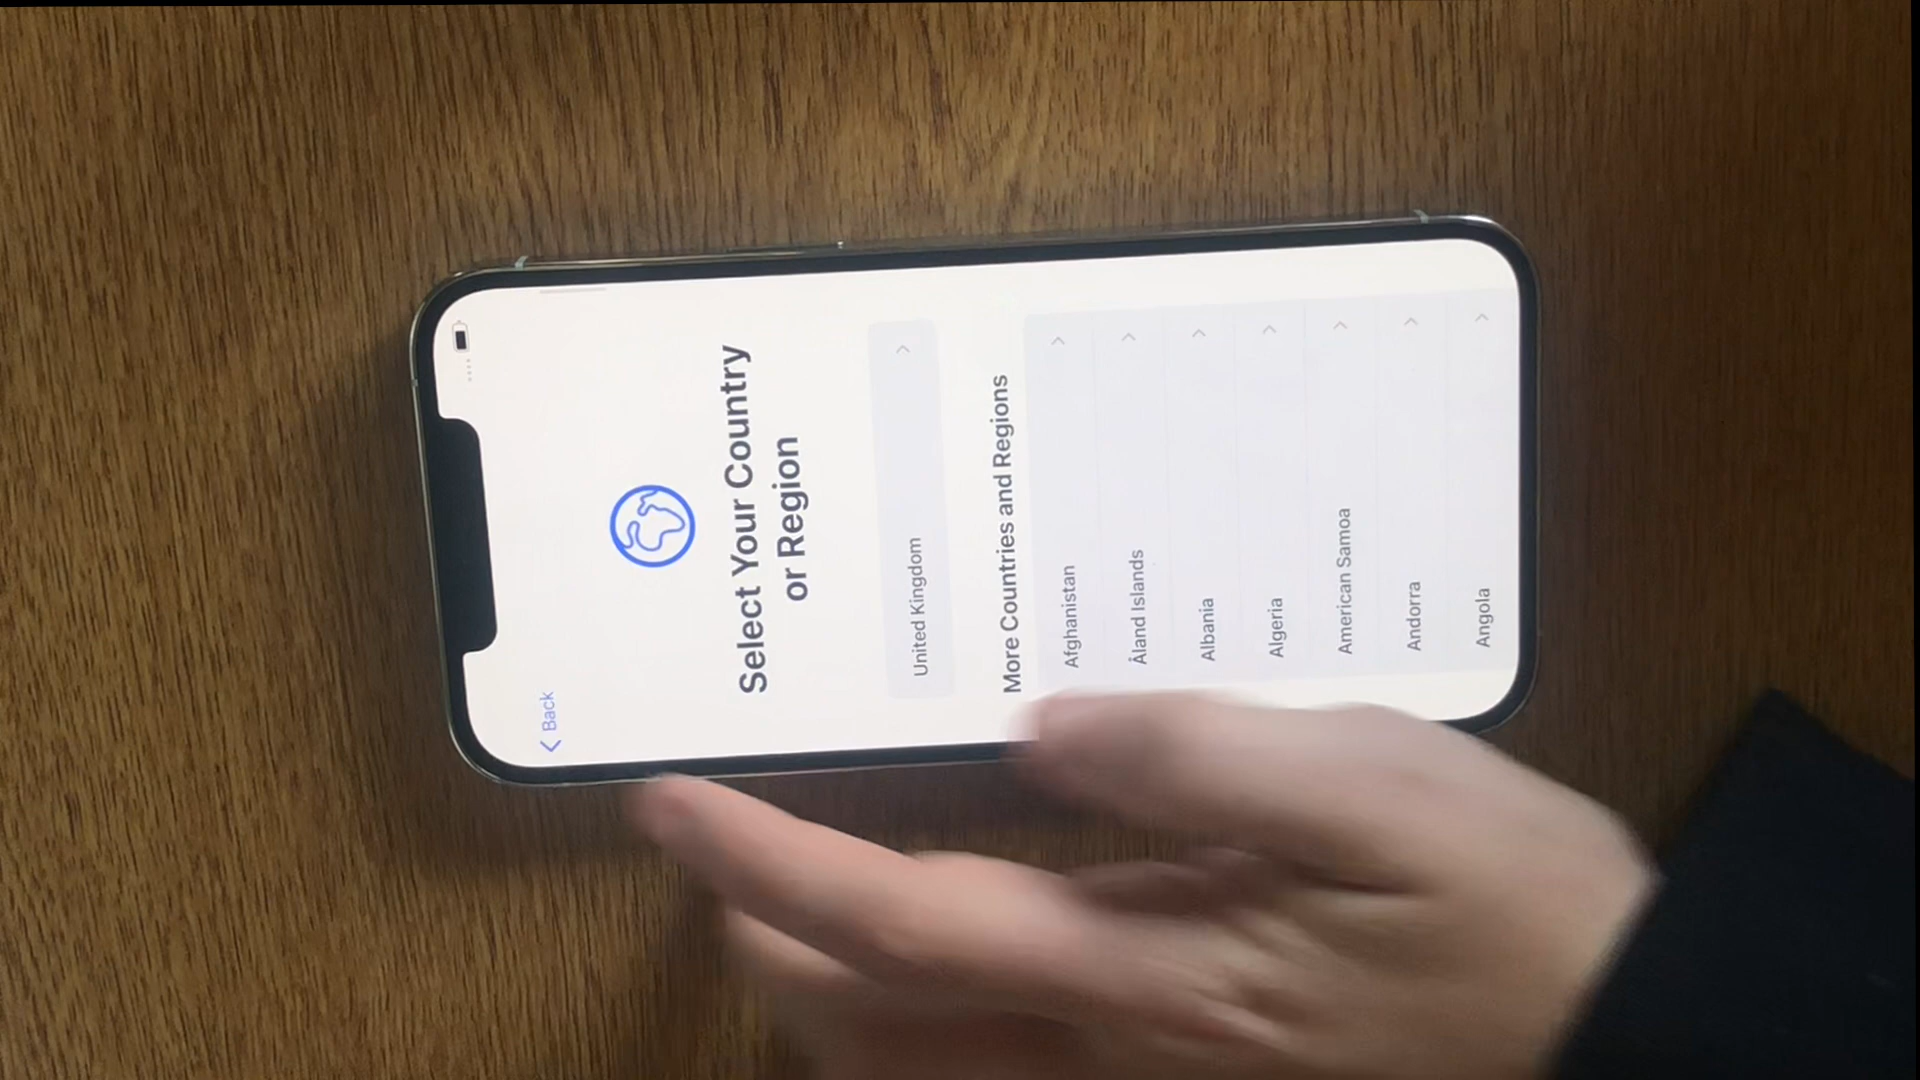 Back
Select Your Country
or Region
United Kingdom
More Countries and Regions
Afghanistan
Åland Islands
Albania
Algeria
American Samoa
Andorra
Angola